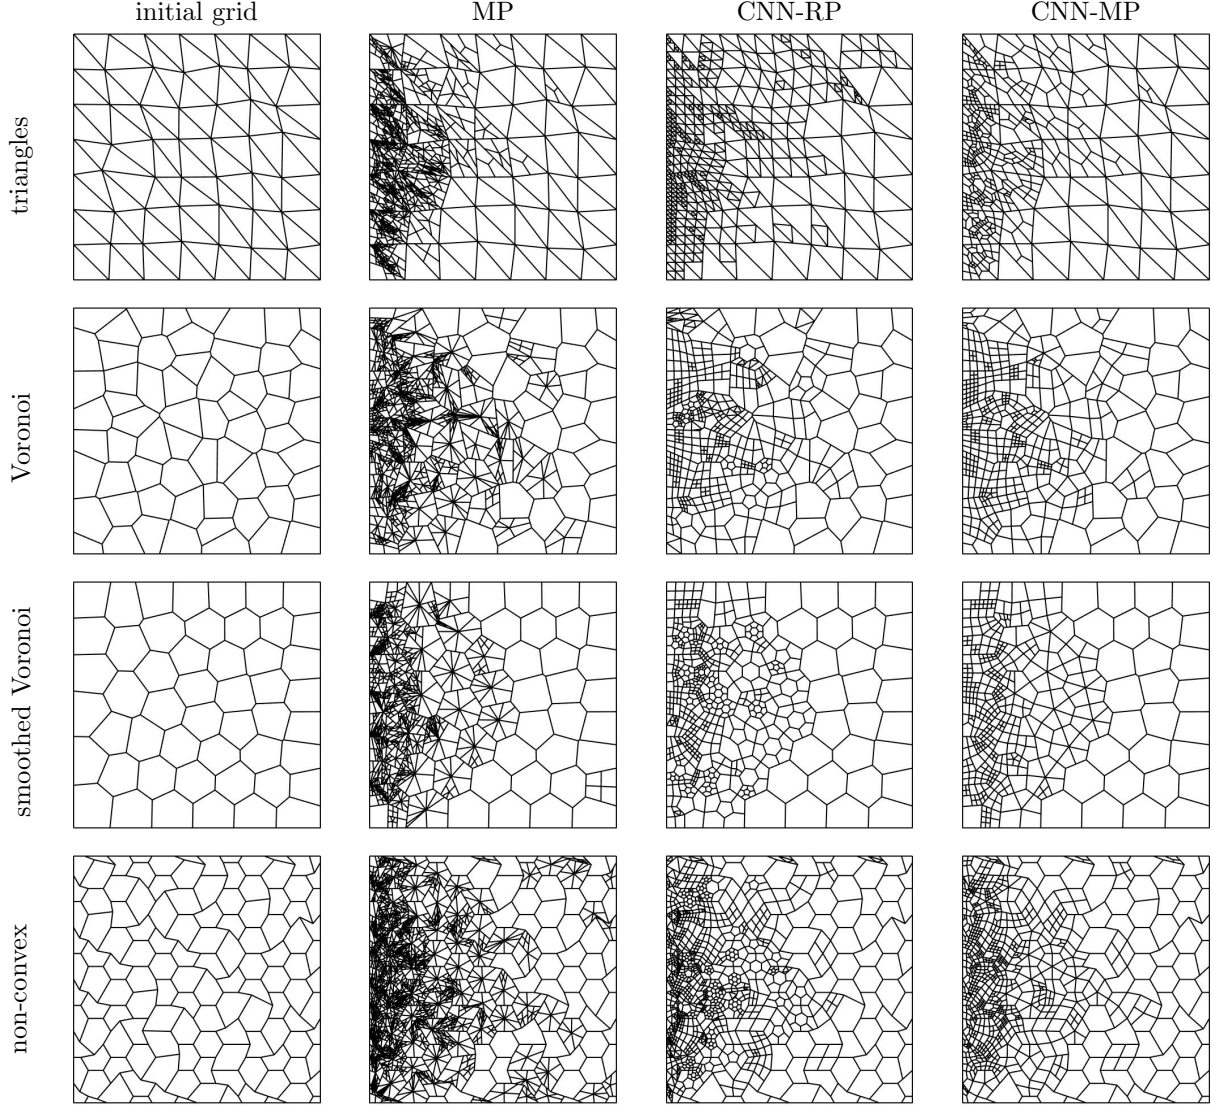 initial grid MP CNN-RP CNN-MP
triangles
Voronoi
smoothed Voronoi
non-convex